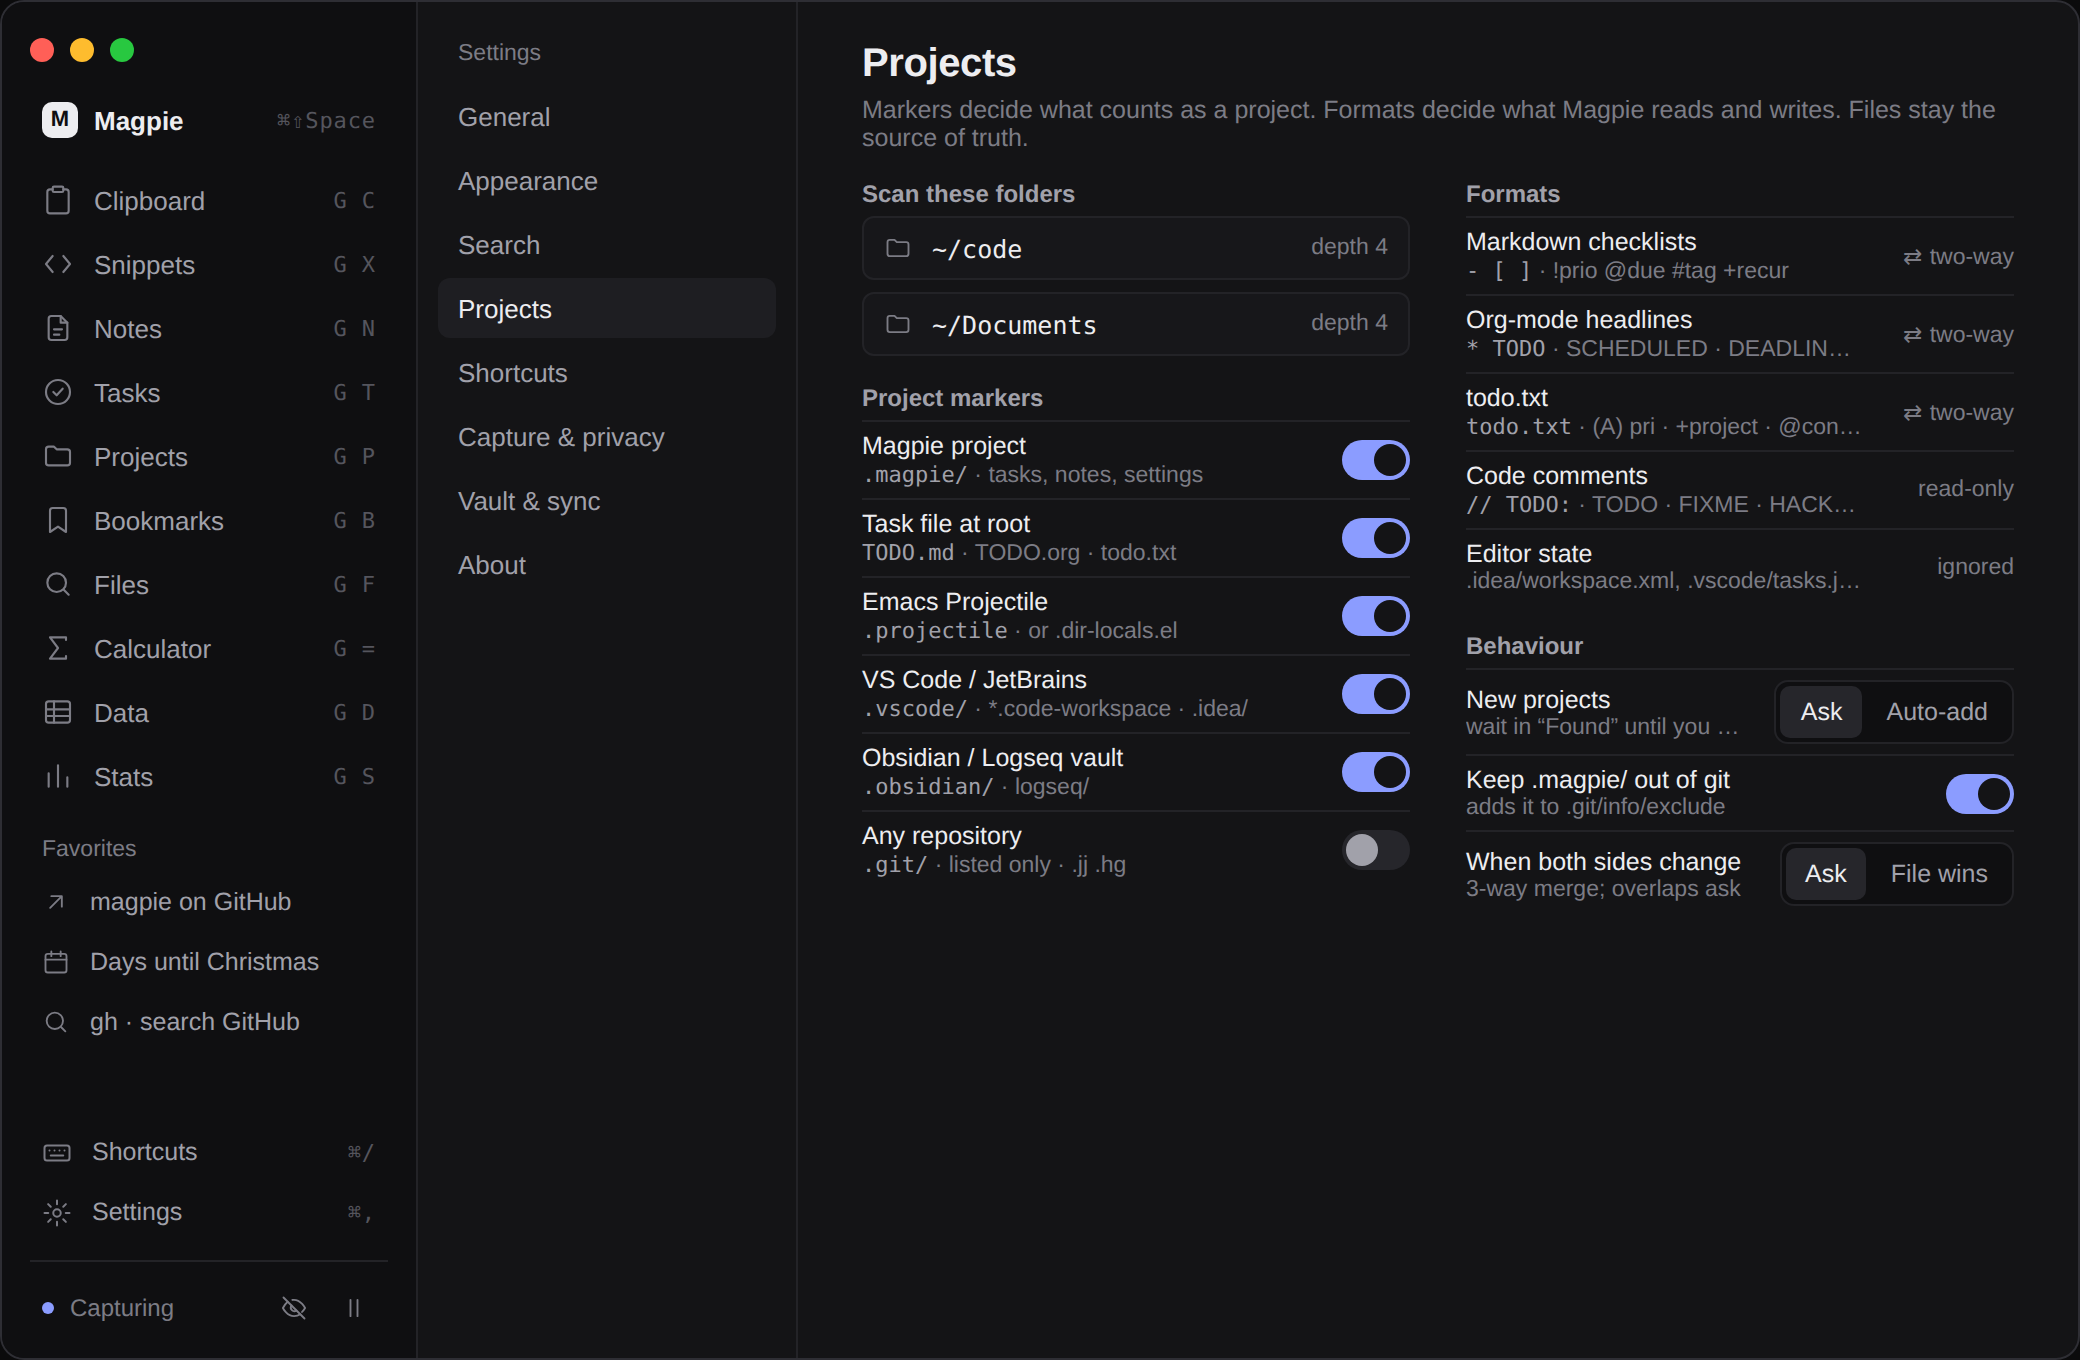 M Magpie ⌘⇧Space
Clipboard G C
Snippets G X
Notes G N
Tasks G T
Projects G P
Bookmarks G B
Files G F
Calculator G =
Data G D
Stats G S
Favorites
magpie on GitHub
Days until Christmas
gh · search GitHub
Shortcuts ⌘/
Settings ⌘,
Capturing
Settings
General
Appearance
Search
Projects
Shortcuts
Capture & privacy
Vault & sync
About
Projects
Markers decide what counts as a project. Formats decide what Magpie reads and writes. Files stay the
source of truth.
Scan these folders
~/code depth 4
~/Documents depth 4
Project markers
Magpie project
.magpie/ · tasks, notes, settings
Task file at root
TODO.md · TODO.org · todo.txt
Emacs Projectile
.projectile · or .dir-locals.el
VS Code / JetBrains
.vscode/ · *.code-workspace · .idea/
Obsidian / Logseq vault
.obsidian/ · logseq/
Any repository
.git/ · listed only · .jj .hg
Formats
Markdown checklists
- [ ] · !prio @due #tag +recur
⇄ two-way
Org-mode headlines
* TODO · SCHEDULED · DEADLIN…
⇄ two-way
todo.txt
todo.txt · (A) pri · +project · @con…
⇄ two-way
Code comments
// TODO: · TODO · FIXME · HACK…
read-only
Editor state
.idea/workspace.xml, .vscode/tasks.j…
ignored
Behaviour
New projects
wait in “Found” until you …
Ask Auto-add
Keep .magpie/ out of git
adds it to .git/info/exclude
When both sides change
3-way merge; overlaps ask
Ask File wins